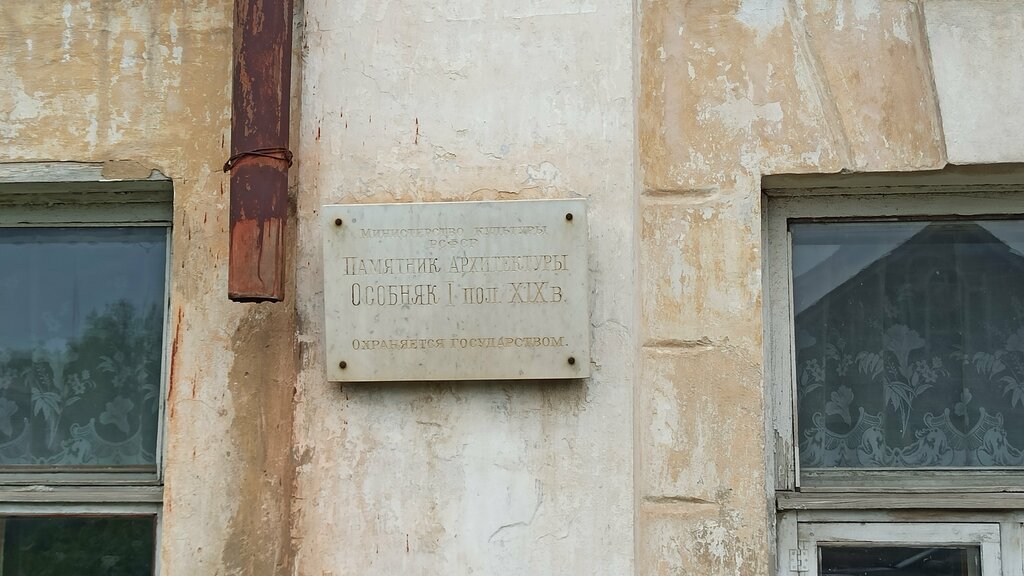 МИНИСТЕРСТВО КУЛЬТУРЫ
РСФСР
ПАМЯТНИК АРХИТЕКТУРЫ
ОСОБНЯК I ПОЛ. XIX В.
ОХРАНЯЕТСЯ ГОСУДАРСТВОМ.